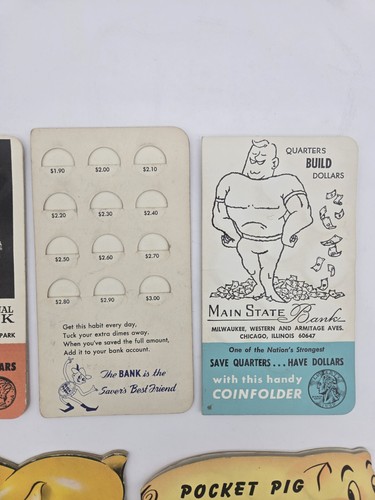 NAL
K
PARK
ARS
$1.90 $2.00 $2.10
$2.20 $2.30 $2.40
$2.50 $2.60 $2.70
$2.80 $2.90 $3.00
Get this habit every day,
Tuck your extra dimes away.
When you've saved the full amount,
Add it to your bank account.
The BANK is the
Saver's Best Friend
QUARTERS
BUILD
DOLLARS
MAIN STATE Bank
MILWAUKEE, WESTERN AND ARMITAGE AVES.
CHICAGO, ILLINOIS 60647
One of the Nation's Strongest
SAVE QUARTERS... HAVE DOLLARS
with this handy
COINFOLDER
POCKET PIG